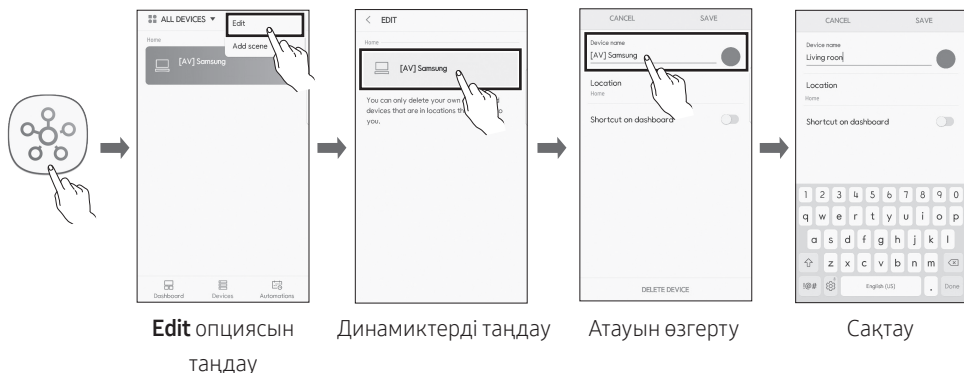 ALL DEVICES ▼
Edit
Home
Add scene
[AV] Samsung
Dashboard
Devices
Automations
Edit опциясын
таңдау
EDIT
Home
[AV] Samsung
You can only delete your own
devices that are in locations th
you.
Динамиктерді таңдау
CANCEL
SAVE
Device name
[AV] Samsung
Location
Home
Shortcut on dashboard
DELETE DEVICE
Атауын өзгерту
CANCEL
SAVE
Device name
Living roon
Location
Home
Shortcut on dashboard
1 2 3 4 5 6 7 8 9 0
q w e r t y u i o p
a s d f g h j k l
z x c v b n m
!@# English (US) . Done
Сақтау